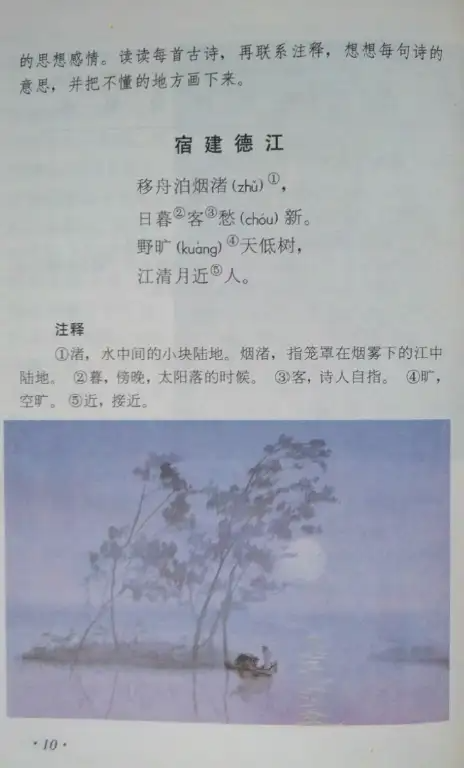 的思想感情。读读每首古诗，再联系注释，想想每句诗的
意思，并把不懂的地方画下来。
宿建德江
移舟泊烟渚(zhǔ)①，
日暮②客③愁(chóu)新。
野旷(kuàng)④天低树，
江清月近⑤人。
注释
①渚，水中间的小块陆地。烟渚，指笼罩在烟雾下的江中
陆地。 ②暮，傍晚，太阳落的时候。 ③客，诗人自指。 ④旷，
空旷。 ⑤近，接近。
·10·